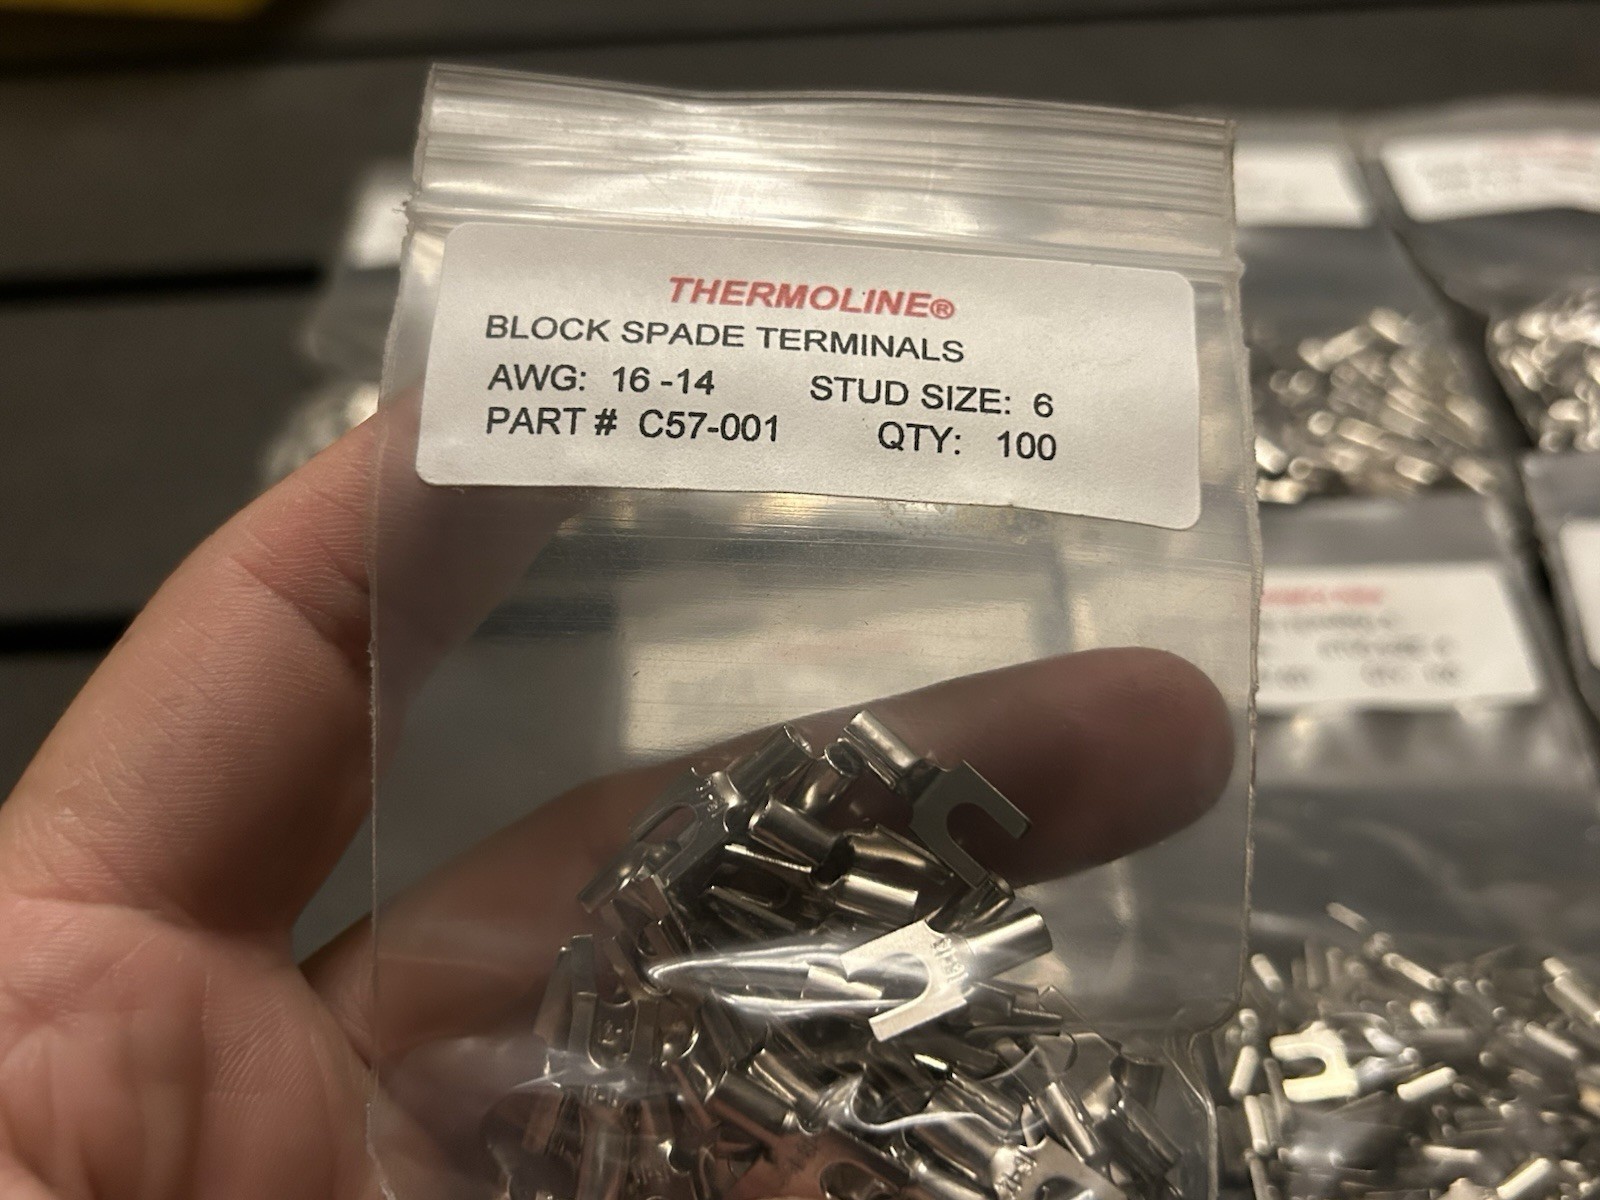 THERMOLINE®
BLOCK SPADE TERMINALS
AWG: 16 -14 STUD SIZE: 6
PART # C57-001 QTY: 100